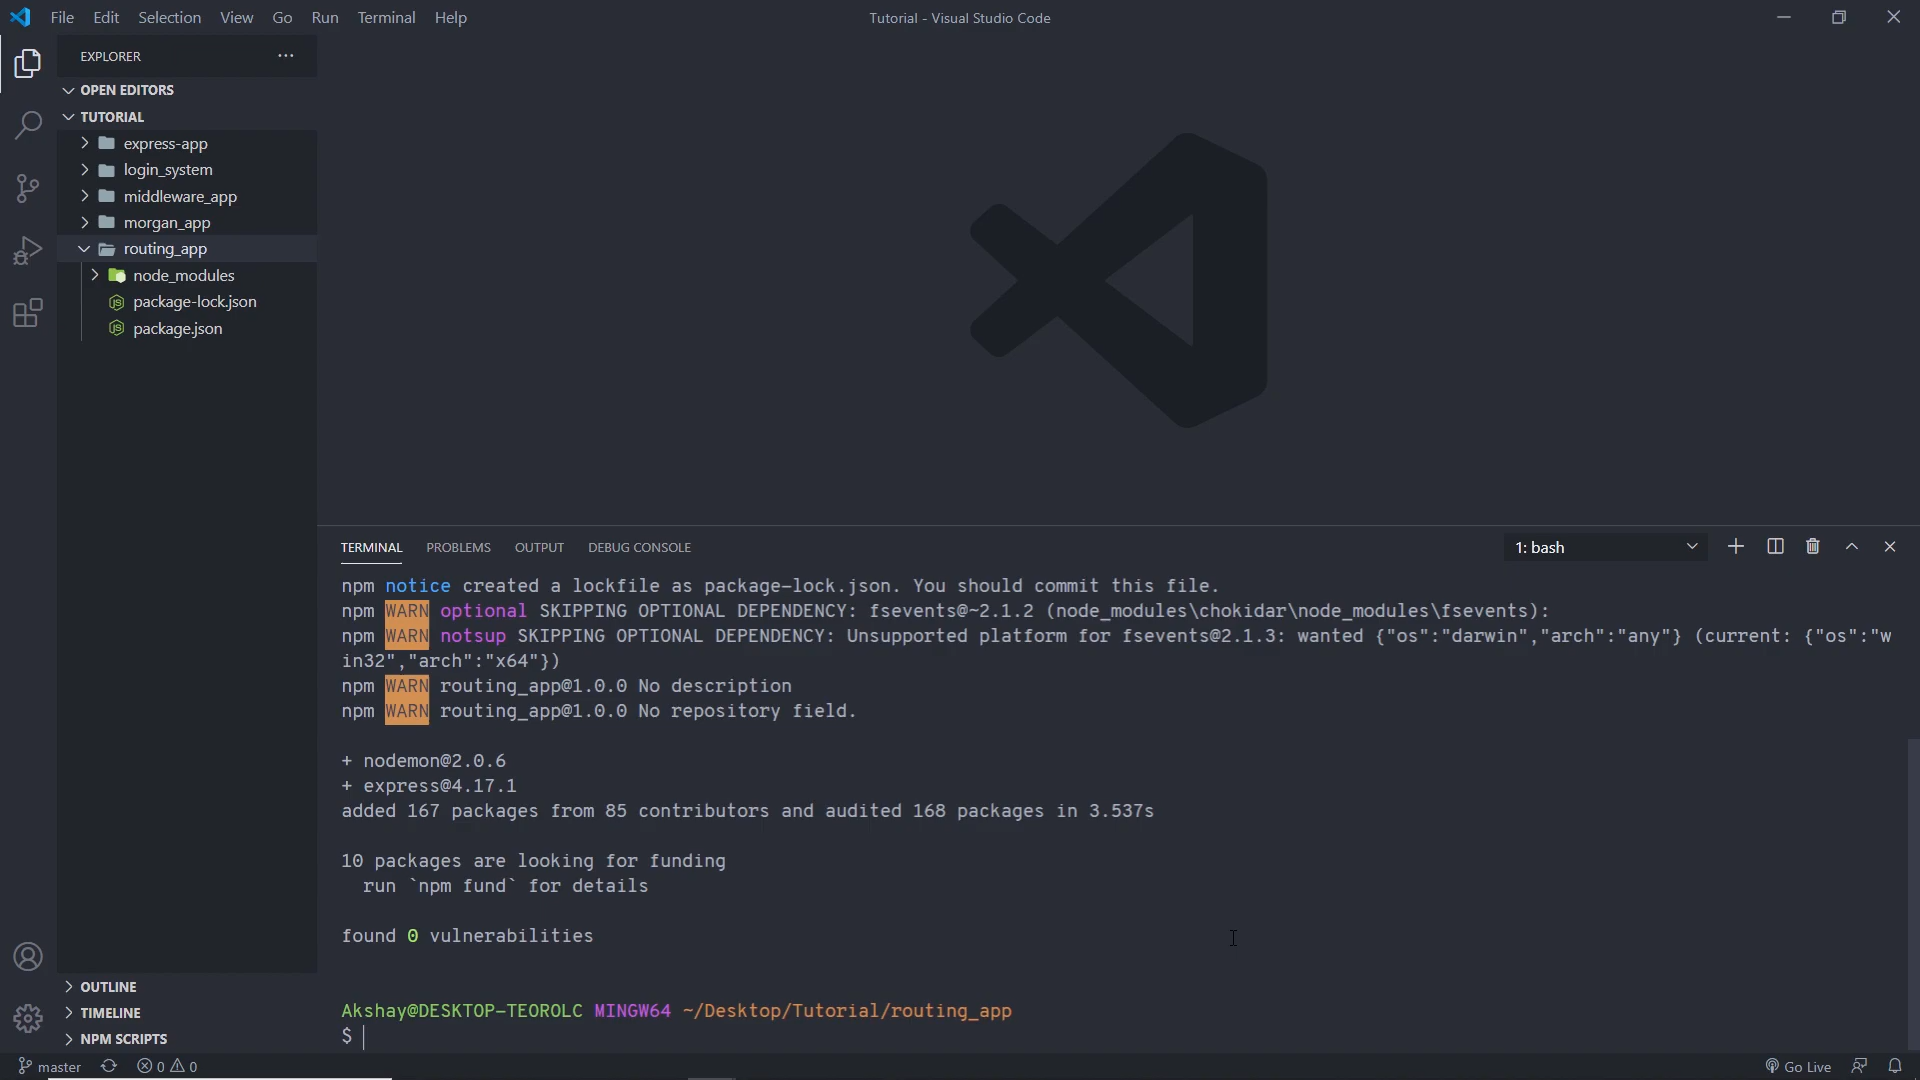 File Edit Selection View Go Run Terminal Help
Tutorial - Visual Studio Code
EXPLORER
OPEN EDITORS
TUTORIAL
express-app
login_system
middleware_app
morgan_app
routing_app
node_modules
package-lock.json
package.json
TERMINAL PROBLEMS OUTPUT DEBUG CONSOLE
1: bash
npm notice created a lockfile as package-lock.json. You should commit this file.
npm WARN optional SKIPPING OPTIONAL DEPENDENCY: fsevents@~2.1.2 (node_modules\chokidar\node_modules\fsevents):
npm WARN notsup SKIPPING OPTIONAL DEPENDENCY: Unsupported platform for fsevents@2.1.3: wanted {"os":"darwin","arch":"any"} (current: {"os":"w
in32","arch":"x64"})
npm WARN routing_app@1.0.0 No description
npm WARN routing_app@1.0.0 No repository field.
+ nodemon@2.0.6
+ express@4.17.1
added 167 packages from 85 contributors and audited 168 packages in 3.537s
10 packages are looking for funding
run `npm fund` for details
found 0 vulnerabilities
Akshay@DESKTOP-TEOROLC MINGW64 ~/Desktop/Tutorial/routing_app
$
OUTLINE
TIMELINE
NPM SCRIPTS
master 0 0
Go Live